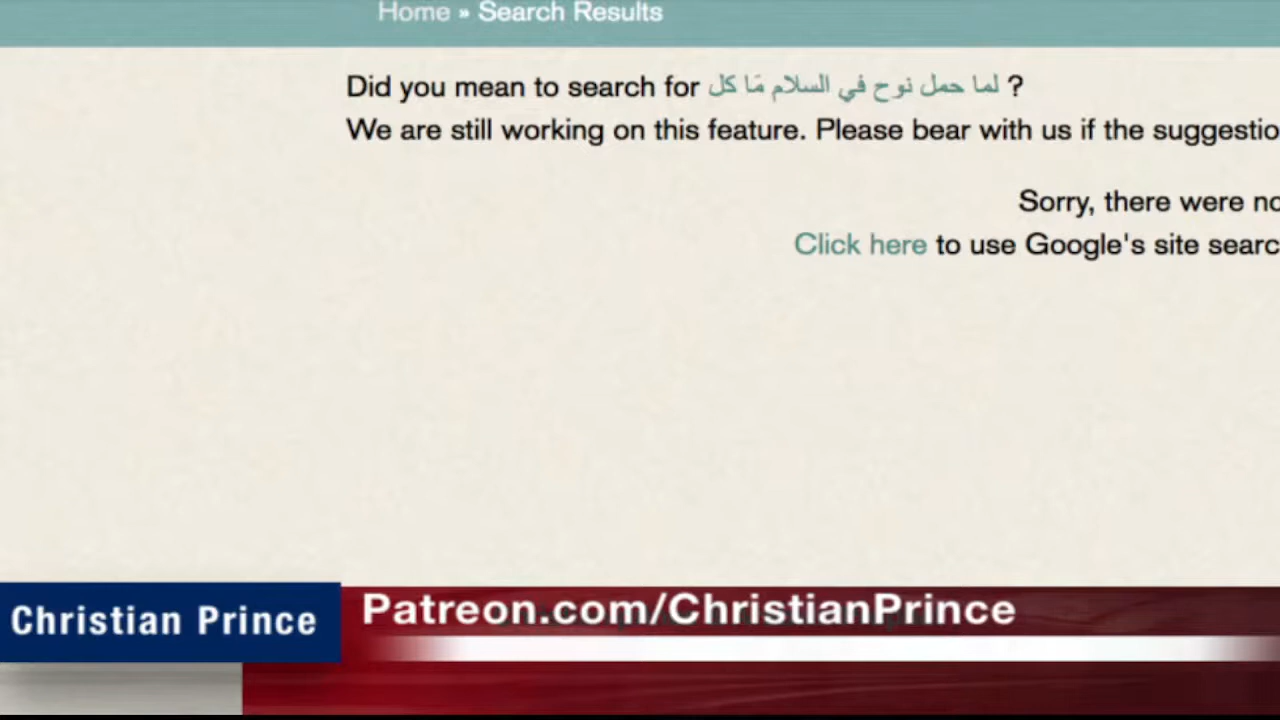 Home » Search Results
Did you mean to search for لما حمل نوح في السلام مَا كل ?
We are still working on this feature. Please bear with us if the suggestio
Sorry, there were no
Click here to use Google's site searc
Christian Prince
Patreon.com/ChristianPrince